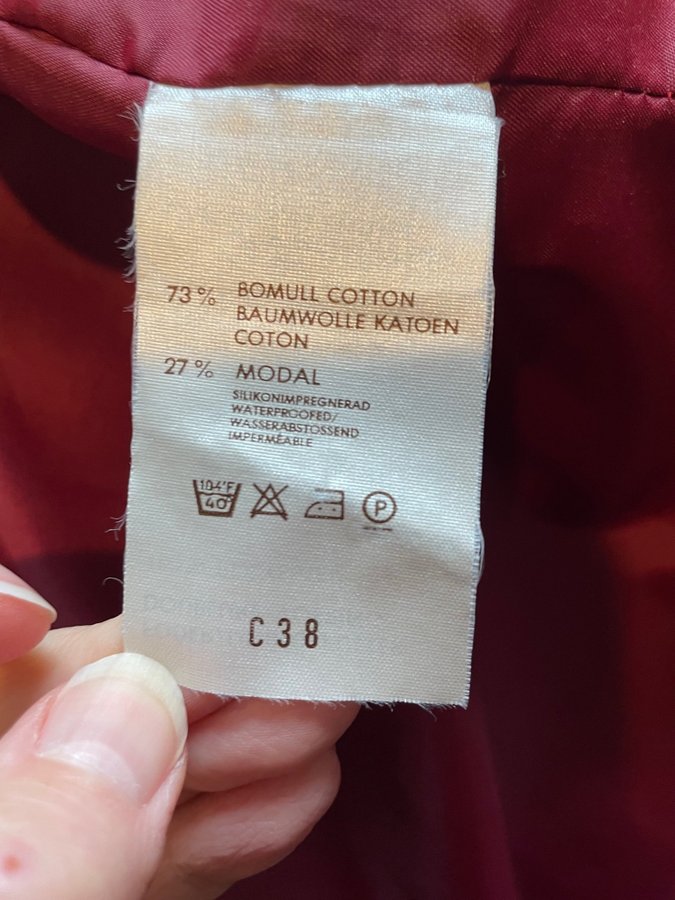 73% BOMULL COTTON
BAUMWOLLE KATOEN
COTON
27% MODAL
SILIKONIMPREGNERAD
WATERPROOFED/
WASSERABSTOSSEND
IMPERMÉABLE
104°F
40°
P
C38